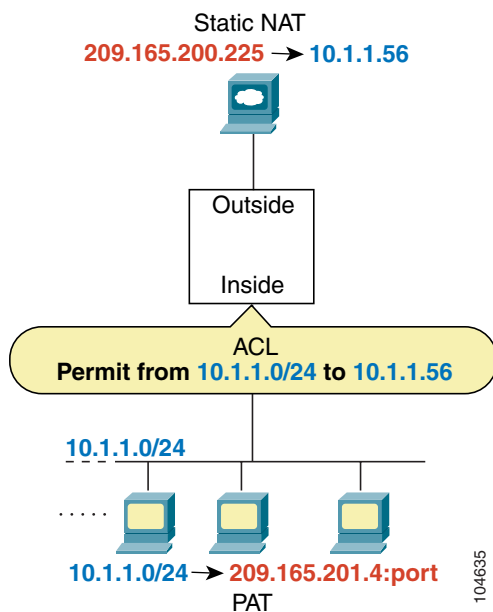 Static NAT
209.165.200.225 → 10.1.1.56
Outside
Inside
ACL
Permit from 10.1.1.0/24 to 10.1.1.56
10.1.1.0/24
10.1.1.0/24 → 209.165.201.4:port
PAT
104635